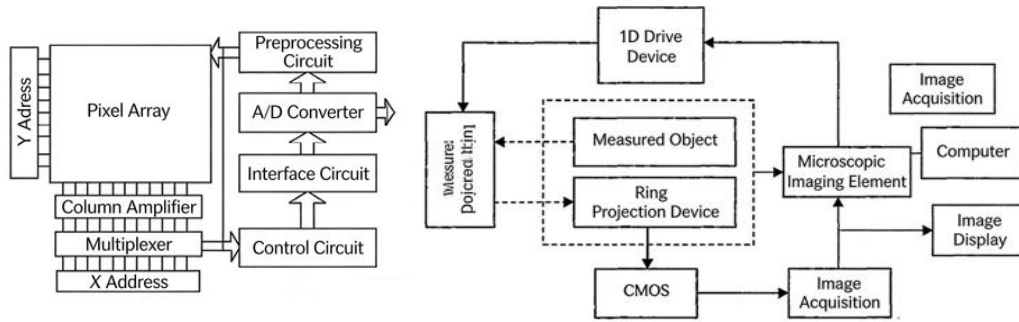 Y Adress
Pixel Array
Column Amplifier
Multiplexer
X Address
Preprocessing
Circuit
A/D Converter
Interface Circuit
Control Circuit
1D Drive
Device
Measured Object
Ring
Projection Device
CMOS
Image
Acquisition
Microscopic
Imaging Element
Image
Acquisition
Computer
Image
Display